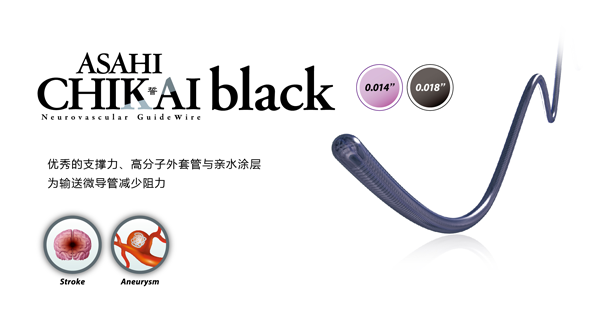 ASAHI
CHIKAI black
誓
Neurovascular GuideWire
0.014”
0.018”
优秀的支撑力、高分子外套管与亲水涂层
为输送微导管减少阻力
Stroke
Aneurysm